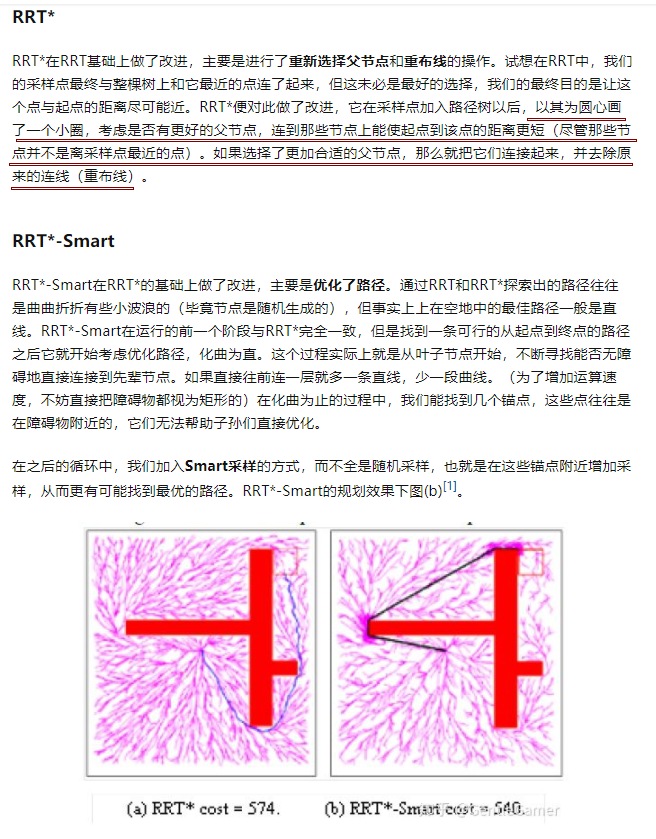 RRT*
RRT*在RRT基础上做了改进，主要是进行了重新选择父节点和重布线的操作。试想在RRT中，我们
的采样点最终与整棵树上和它最近的点连了起来，但这未必是最好的选择，我们的最终目的是让这
个点与起点的距离尽可能近。RRT*便对此做了改进，它在采样点加入路径树以后，以其为圆心画
了一个小圈，考虑是否有更好的父节点，连到那些节点上能使起点到该点的距离更短（尽管那些节
点并不是离采样点最近的点）。如果选择了更加合适的父节点，那么就把它们连接起来，并去除原
来的连线（重布线）。
RRT*-Smart
RRT*-Smart在RRT*的基础上做了改进，主要是优化了路径。通过RRT和RRT*探索出的路径往往
是曲曲折折有些小波浪的（毕竟节点是随机生成的），但事实上上在空地中的最佳路径一般是直
线。RRT*-Smart在运行的前一个阶段与RRT*完全一致，但是找到一条可行的从起点到终点的路径
之后它就开始考虑优化路径，化曲为直。这个过程实际上就是从叶子节点开始，不断寻找能否无障
碍地直接连接到先辈节点。如果直接往前连一层就多一条直线，少一段曲线。（为了增加运算速
度，不妨直接把障碍物都视为矩形的）在化曲为止的过程中，我们能找到几个锚点，这些点往往是
在障碍物附近的，它们无法帮助子孙们直接优化。
在之后的循环中，我们加入Smart采样的方式，而不全是随机采样，也就是在这些锚点附近增加采
样，从而更有可能找到最优的路径。RRT*-Smart的规划效果下图(b)[1]。
(a) RRT* cost = 574. (b) RRT*-Smart cost = 540.